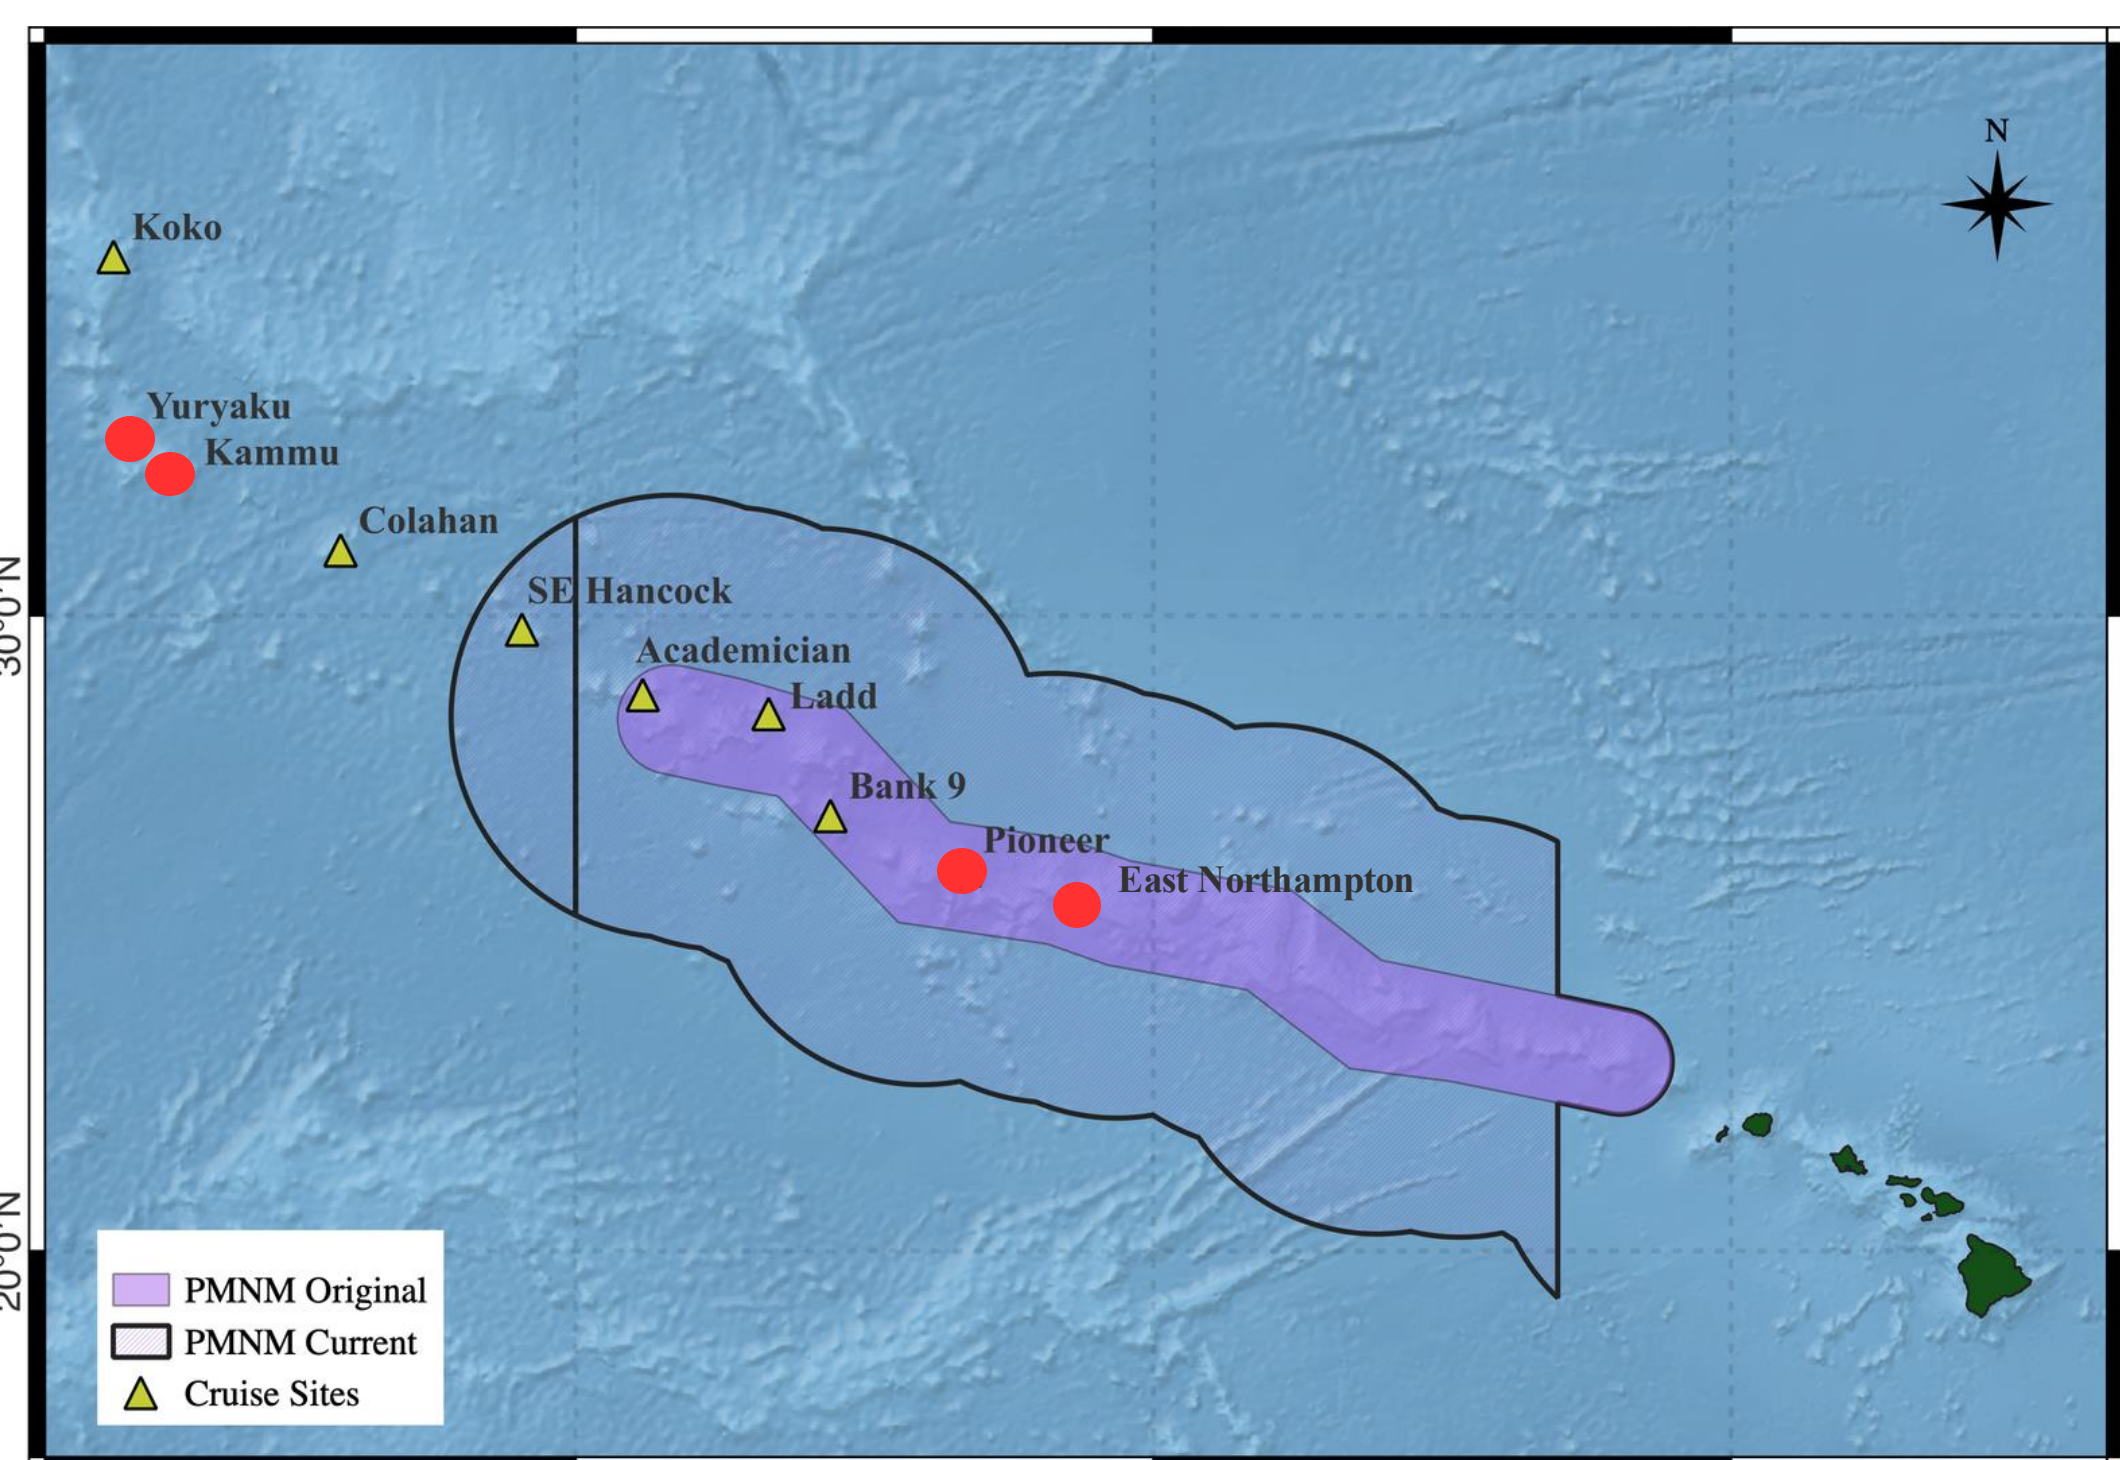 N
Koko
Yuryaku
Kammu
Colahan
30°0'N
SE Hancock
Academician
Ladd
Bank 9
Pioneer
East Northampton
20°0'N
PMNM Original
PMNM Current
Cruise Sites